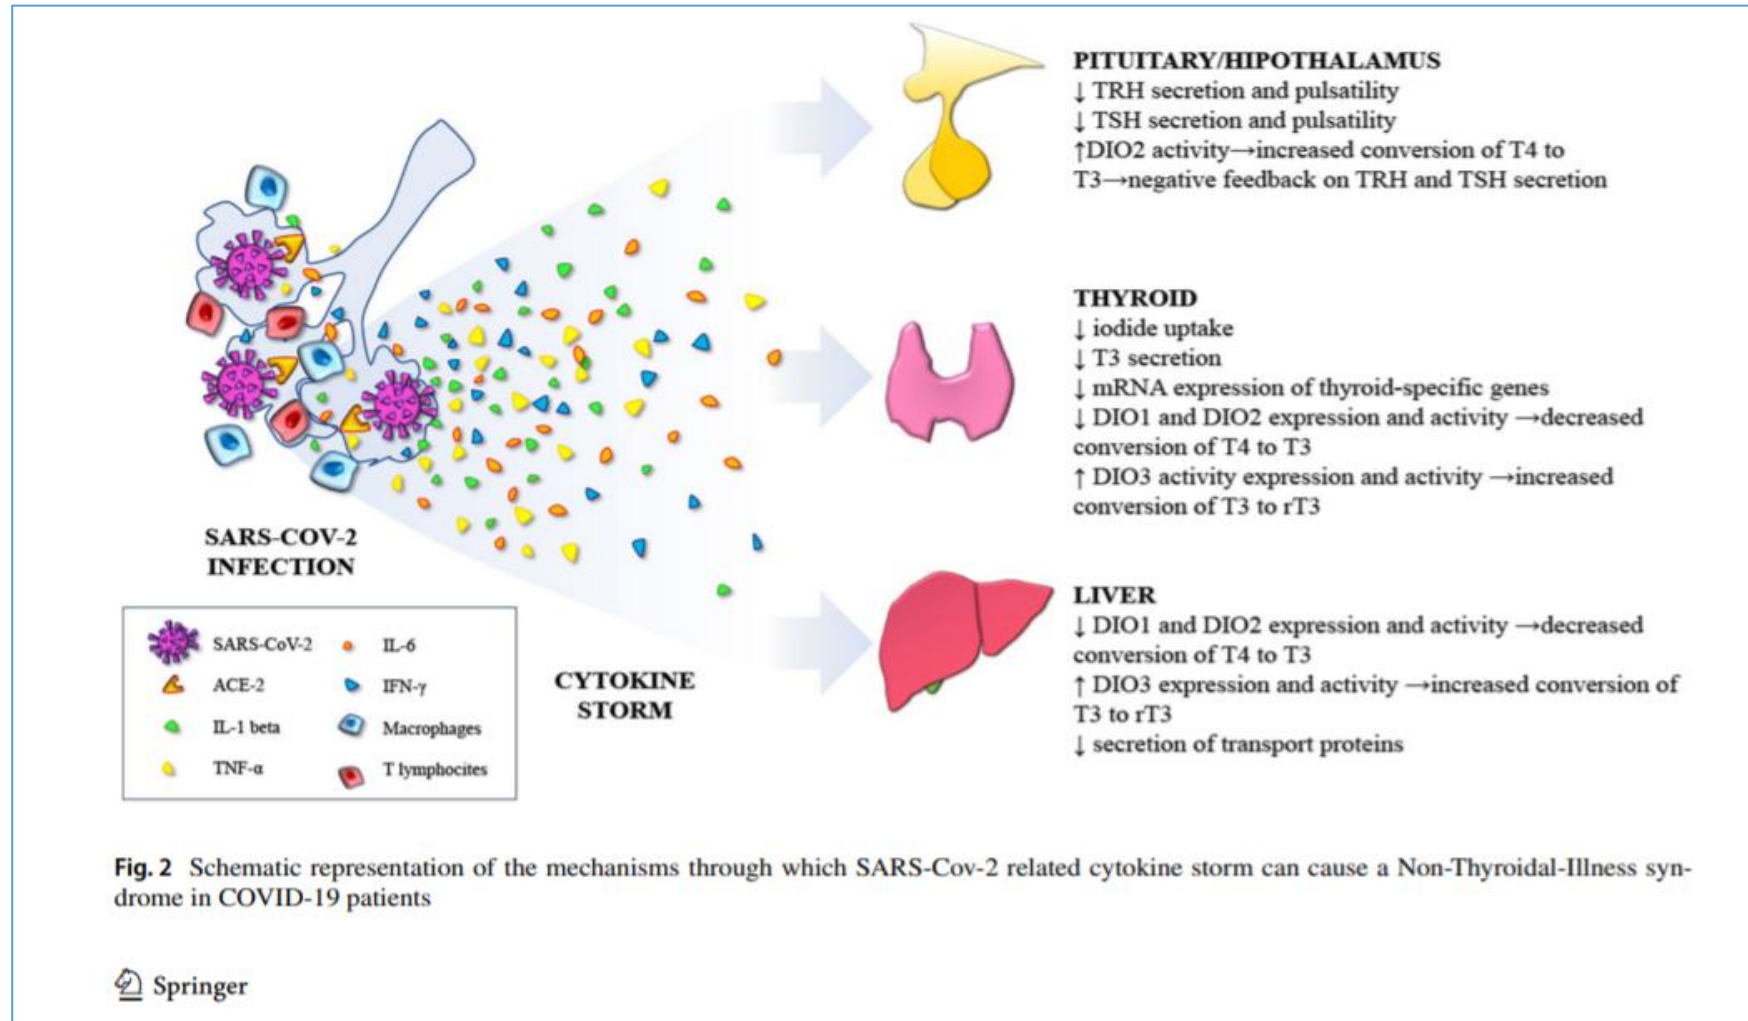 PITUITARY/HIPOTHALAMUS
↓ TRH secretion and pulsatility
↓ TSH secretion and pulsatility
↑DIO2 activity→increased conversion of T4 to
T3→negative feedback on TRH and TSH secretion
THYROID
↓ iodide uptake
↓ T3 secretion
↓ mRNA expression of thyroid-specific genes
↓ DIO1 and DIO2 expression and activity →decreased
conversion of T4 to T3
↑ DIO3 activity expression and activity →increased
conversion of T3 to rT3
SARS-COV-2
INFECTION
LIVER
↓ DIO1 and DIO2 expression and activity →decreased
conversion of T4 to T3
↑ DIO3 expression and activity →increased conversion of
T3 to rT3
↓ secretion of transport proteins
SARS-CoV-2
IL-6
ACE-2
IFN-γ
IL-1 beta
Macrophages
TNF-α
T lymphocites
CYTOKINE
STORM
Fig. 2 Schematic representation of the mechanisms through which SARS-Cov-2 related cytokine storm can cause a Non-Thyroidal-Illness syn-
drome in COVID-19 patients
Springer